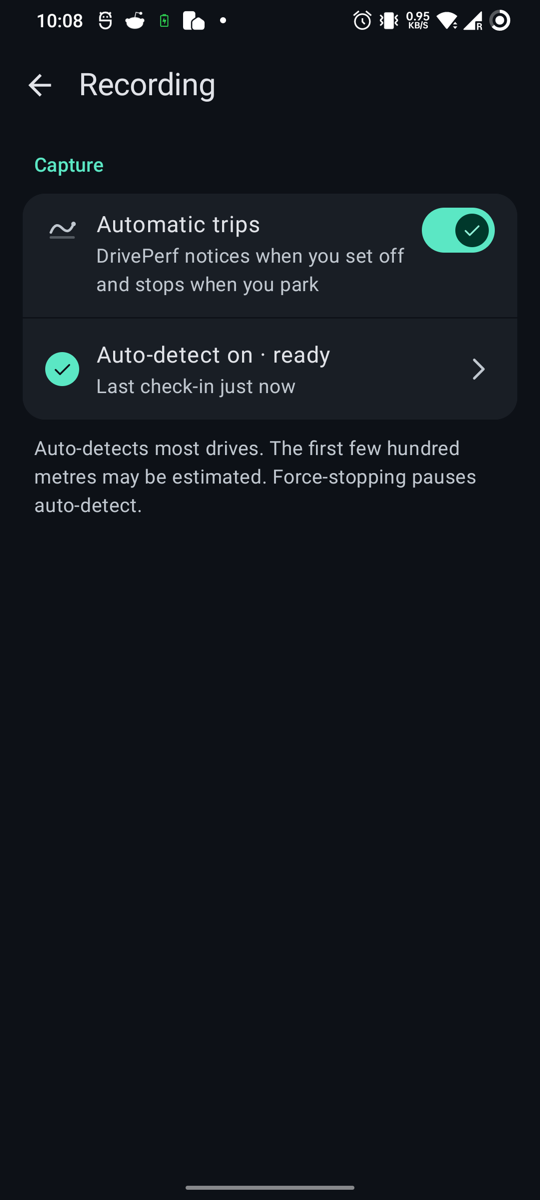 10:08
0.95
KB/S
R
Recording
Capture
Automatic trips
DrivePerf notices when you set off
and stops when you park
Auto-detect on · ready
Last check-in just now
Auto-detects most drives. The first few hundred
metres may be estimated. Force-stopping pauses
auto-detect.